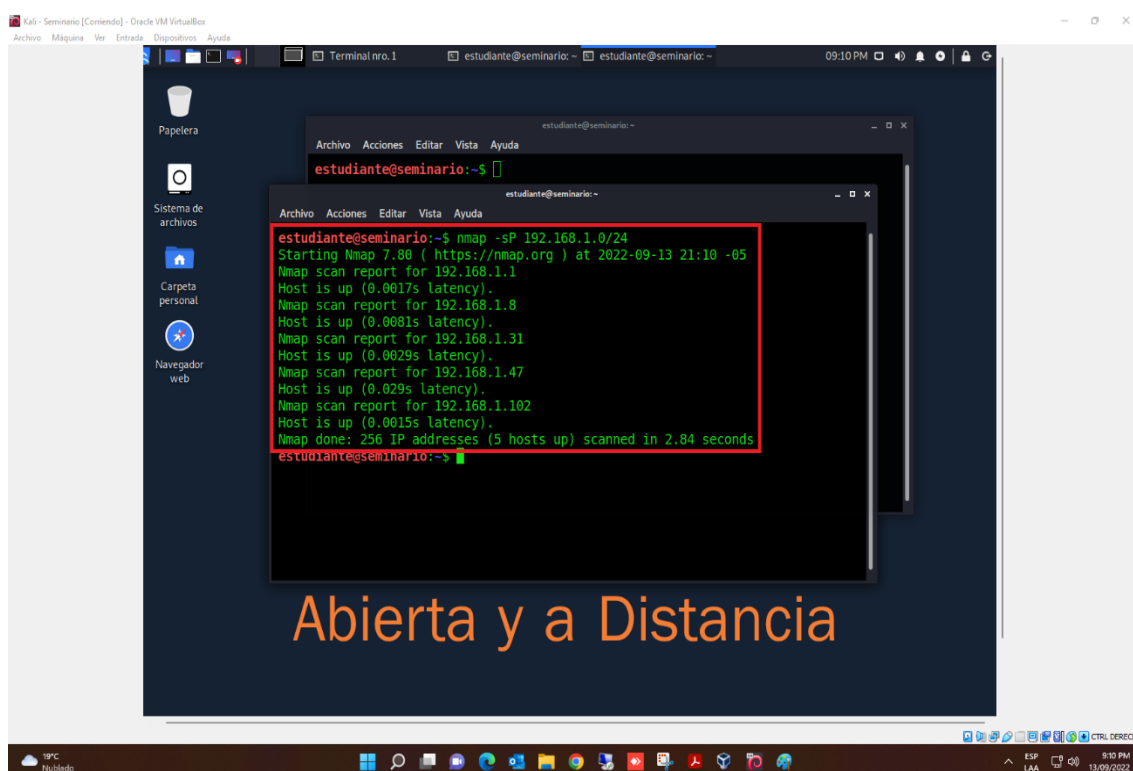 Kali - Seminario [Corriendo] - Oracle VM VirtualBox
Archivo Máquina Ver Entrada Dispositivos Ayuda
Terminal nro. 1 estudiante@seminario: ~ estudiante@seminario: ~ 09:10 PM
Papelera
Sistema de
archivos
Carpeta
personal
Navegador
web
estudiante@seminario: ~
Archivo Acciones Editar Vista Ayuda
estudiante@seminario:~$
estudiante@seminario: ~
Archivo Acciones Editar Vista Ayuda
estudiante@seminario:~$ nmap -sP 192.168.1.0/24
Starting Nmap 7.80 ( https://nmap.org ) at 2022-09-13 21:10 -05
Nmap scan report for 192.168.1.1
Host is up (0.0017s latency).
Nmap scan report for 192.168.1.8
Host is up (0.0081s latency).
Nmap scan report for 192.168.1.31
Host is up (0.0029s latency).
Nmap scan report for 192.168.1.47
Host is up (0.029s latency).
Nmap scan report for 192.168.1.102
Host is up (0.0015s latency).
Nmap done: 256 IP addresses (5 hosts up) scanned in 2.84 seconds
estudiante@seminario:~$
Abierta y a Distancia
CTRL DEREC
19°C
Nublado
ESP
LAA
9:10 PM
13/09/2022